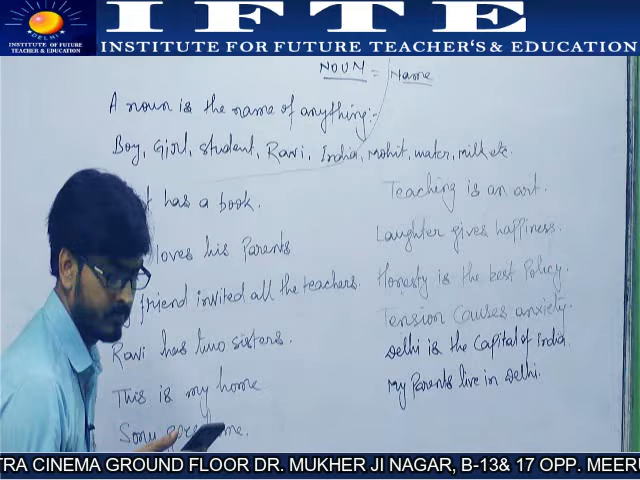 IFTE
DELHI
INSTITUTE OF FUTURE
TEACHER & EDUCATION
INSTITUTE FOR FUTURE TEACHER'S & EDUCATION
NOUN = Name
A noun is the name of anything:-
Boy, Girl, student, Ravi, India, mohit, water, milk etc.
has a book.
loves his Parents
friend invited all the teachers.
Ravi has two sisters.
This is my home
Sonu
Teaching is an art.
Laughter gives happiness.
Honesty is the best Policy.
Tension Causes anxiety.
Delhi is the Capital of India.
My Parents live in Delhi.
TRA CINEMA GROUND FLOOR DR. MUKHER JI NAGAR, B-13& 17 OPP. MEERU